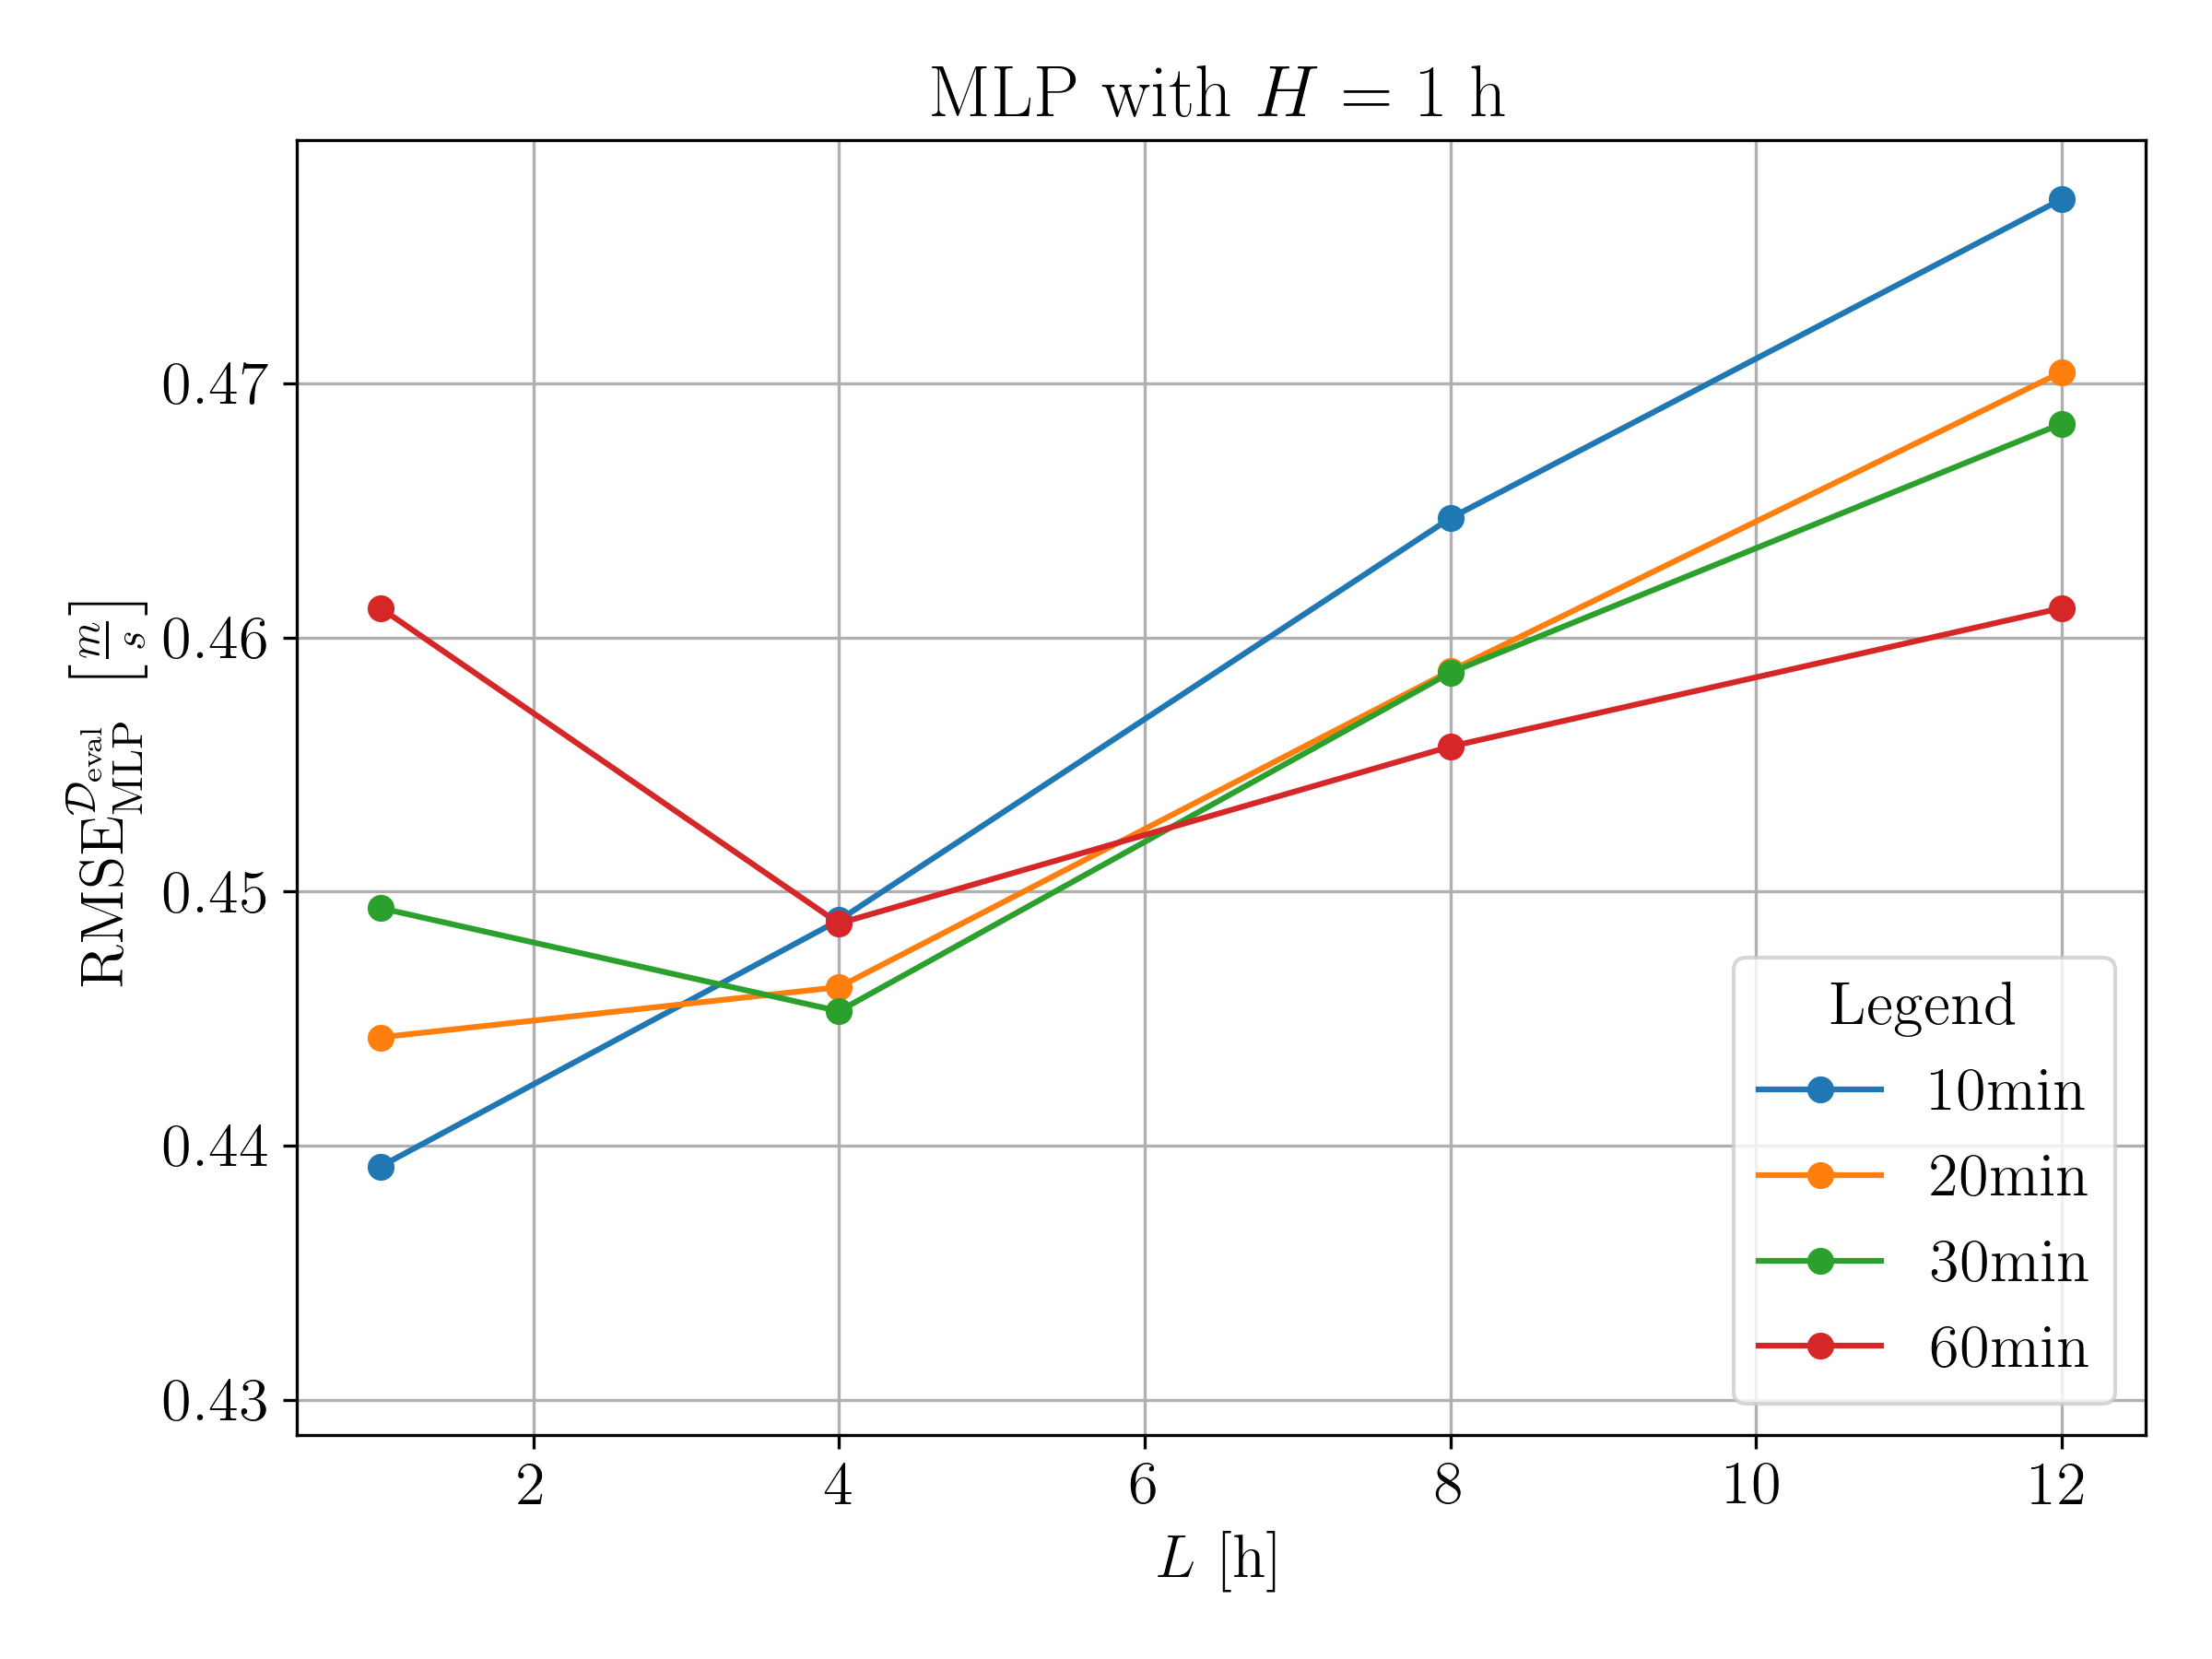 MLP with H = 1 h
RMSE^{𝒟_eval}_{MLP} [m/s]
0.47
0.46
0.45
0.44
0.43
2 4 6 8 10 12
L [h]
Legend
10min
20min
30min
60min